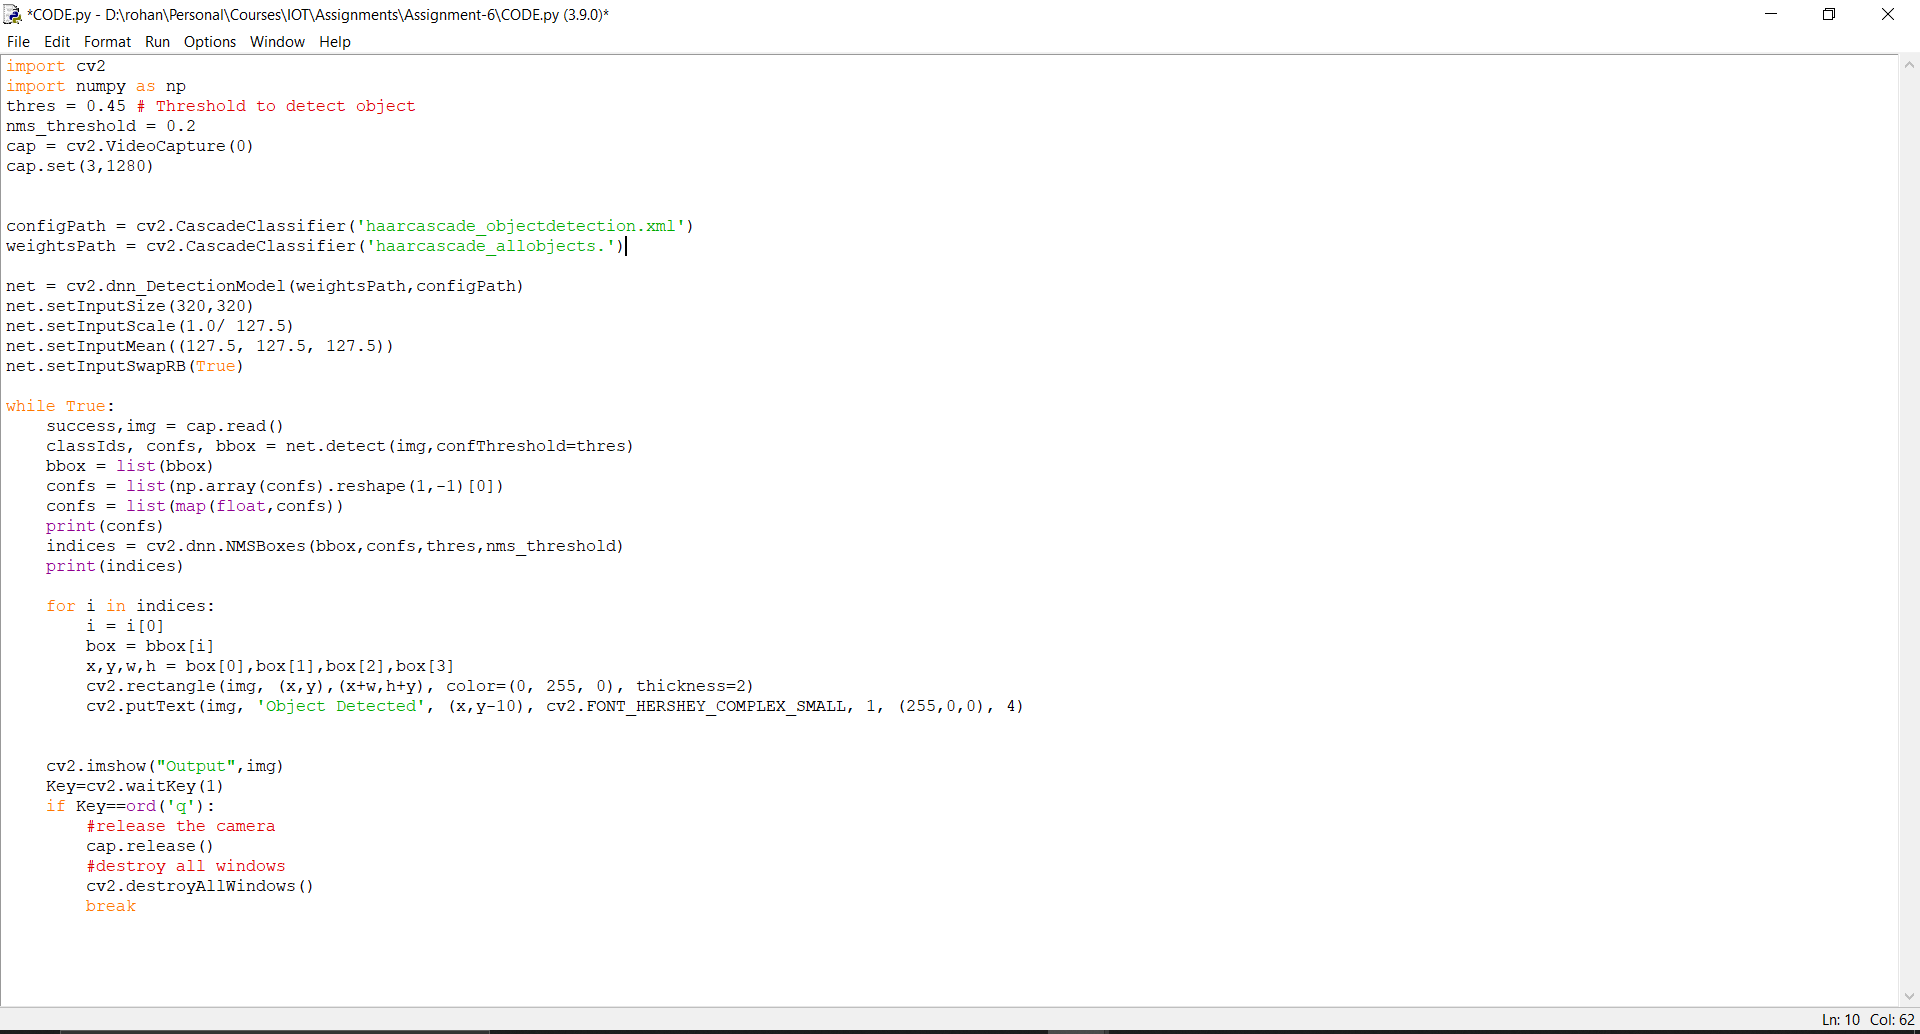 *CODE.py - D:\rohan\Personal\Courses\IOT\Assignments\Assignment-6\CODE.py (3.9.0)*
File Edit Format Run Options Window Help
import cv2
import numpy as np
thres = 0.45 # Threshold to detect object
nms_threshold = 0.2
cap = cv2.VideoCapture(0)
cap.set(3,1280)
configPath = cv2.CascadeClassifier('haarcascade_objectdetection.xml')
weightsPath = cv2.CascadeClassifier('haarcascade_allobjects.')
net = cv2.dnn_DetectionModel(weightsPath,configPath)
net.setInputSize(320,320)
net.setInputScale(1.0/ 127.5)
net.setInputMean((127.5, 127.5, 127.5))
net.setInputSwapRB(True)
while True:
    success,img = cap.read()
    classIds, confs, bbox = net.detect(img,confThreshold=thres)
    bbox = list(bbox)
    confs = list(np.array(confs).reshape(1,-1)[0])
    confs = list(map(float,confs))
    print(confs)
    indices = cv2.dnn.NMSBoxes(bbox,confs,thres,nms_threshold)
    print(indices)
    for i in indices:
        i = i[0]
        box = bbox[i]
        x,y,w,h = box[0],box[1],box[2],box[3]
        cv2.rectangle(img, (x,y),(x+w,h+y), color=(0, 255, 0), thickness=2)
        cv2.putText(img, 'Object Detected', (x,y-10), cv2.FONT_HERSHEY_COMPLEX_SMALL, 1, (255,0,0), 4)
    cv2.imshow("Output",img)
    Key=cv2.waitKey(1)
    if Key==ord('q'):
        #release the camera
        cap.release()
        #destroy all windows
        cv2.destroyAllWindows()
        break
Ln: 10 Col: 62